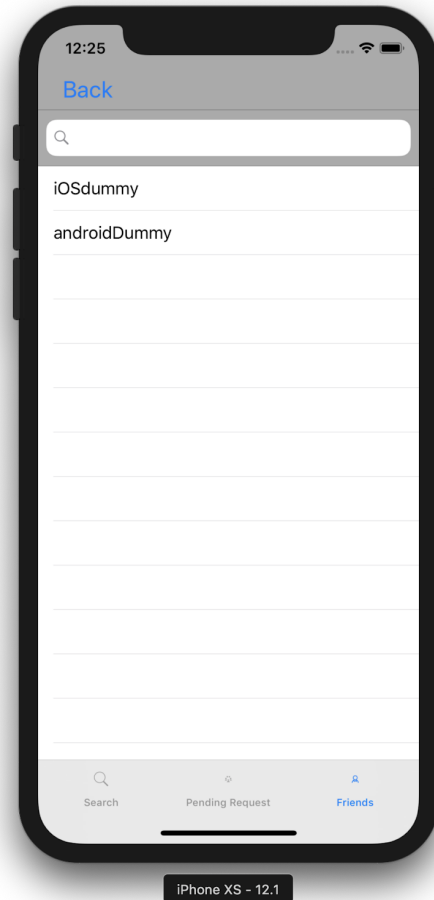 12:25
Back
iOSdummy
androidDummy
Search
Pending Request
Friends
iPhone XS - 12.1